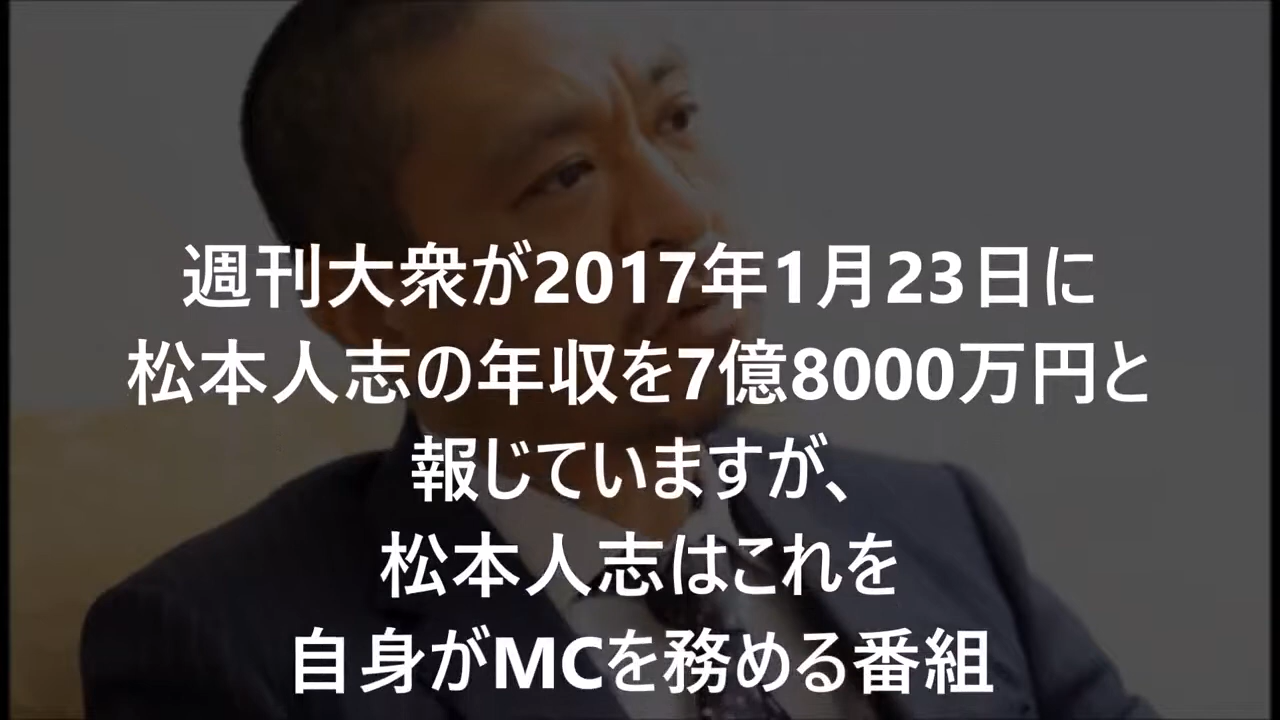 週刊大衆が2017年1月23日に
松本人志の年収を7億8000万円と
報じていますが、
松本人志はこれを
自身がMCを務める番組